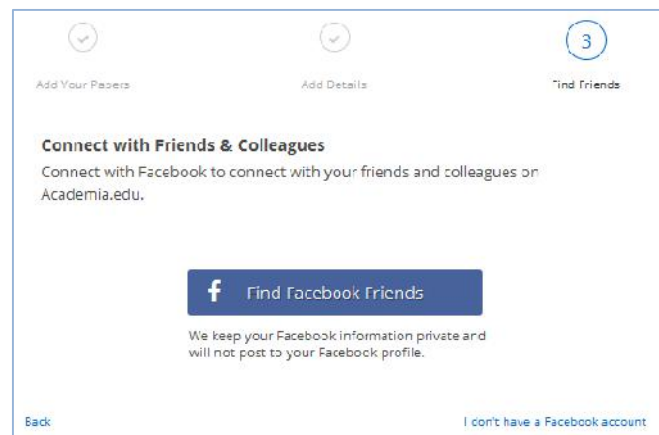 3
Add Your Papers
Add Details
Find Friends
Connect with Friends & Colleagues
Connect with Facebook to connect with your friends and colleagues on
Academia.edu.
f Find Facebook Friends
We keep your Facebook information private and
will not post to your Facebook profile.
Back
I don't have a Facebook account